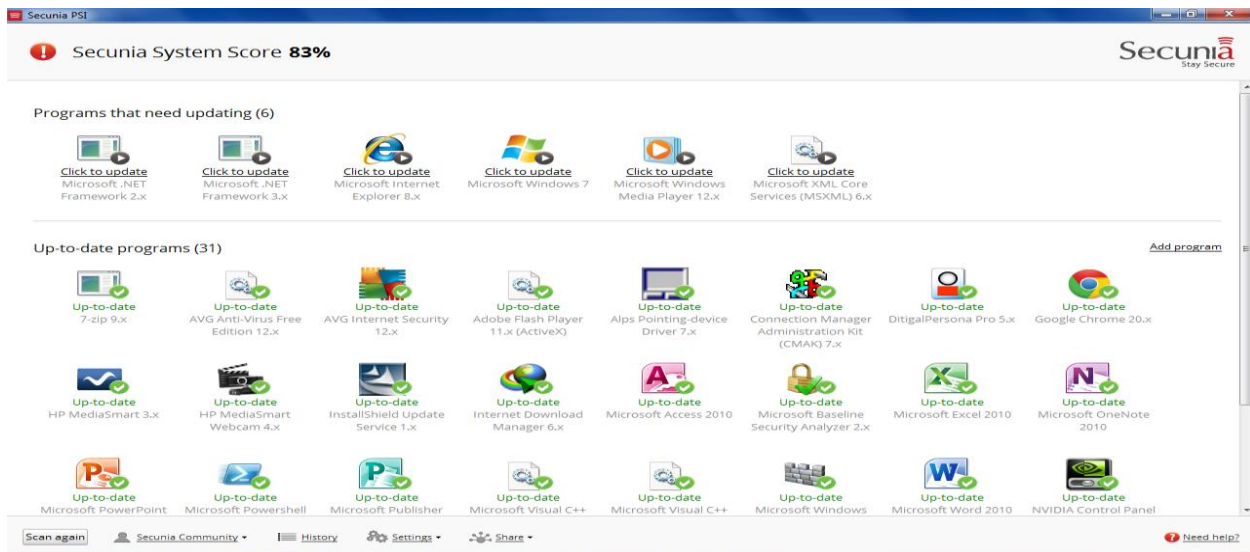 Secunia PSI
Secunia System Score 83%
Secunia
Stay Secure
Programs that need updating (6)
Click to update Click to update Click to update Click to update Click to update Click to update
Microsoft .NET Microsoft .NET Microsoft Internet Microsoft Windows 7 Microsoft Windows Microsoft XML Core
Framework 2.x Framework 3.x Explorer 8.x Media Player 12.x Services (MSXML) 6.x
Up-to-date programs (31) Add program
Up-to-date Up-to-date Up-to-date Up-to-date Up-to-date Up-to-date Up-to-date Up-to-date
7-zip 9.x AVG Anti-Virus Free AVG Internet Security Adobe Flash Player Alps Pointing-device Connection Manager DitigalPersona Pro 5.x Google Chrome 20.x
Edition 12.x 12.x 11.x (ActiveX) Driver 7.x Administration Kit
(CMAK) 7.x
Up-to-date Up-to-date Up-to-date Up-to-date Up-to-date Up-to-date Up-to-date Up-to-date
HP MediaSmart 3.x HP MediaSmart InstallShield Update Internet Download Microsoft Access 2010 Microsoft Baseline Microsoft Excel 2010 Microsoft OneNote
Webcam 4.x Service 1.x Manager 6.x Security Analyzer 2.x 2010
Up-to-date Up-to-date Up-to-date Up-to-date Up-to-date Up-to-date Up-to-date Up-to-date
Microsoft PowerPoint Microsoft Powershell Microsoft Publisher Microsoft Visual C++ Microsoft Visual C++ Microsoft Windows Microsoft Word 2010 NVIDIA Control Panel
Scan again Secunia Community History Settings Share Need help?